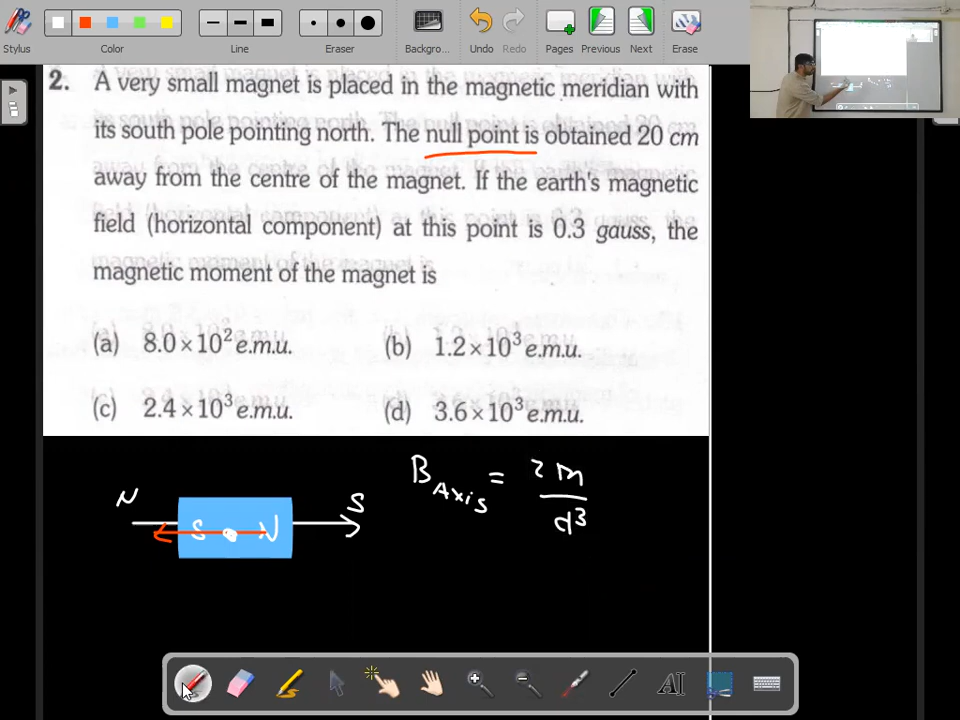 Stylus
Color
Line
Eraser
Backgro...
Undo
Redo
Pages
Previous
Next
Erase
2. A very small magnet is placed in the magnetic meridian with
its south pole pointing north. The null point is obtained 20 cm
away from the centre of the magnet. If the earth's magnetic
field (horizontal component) at this point is 0.3 gauss, the
magnetic moment of the magnet is
(a) 8.0×10² e.m.u. (b) 1.2×10³ e.m.u.
(c) 2.4×10³ e.m.u. (d) 3.6×10³ e.m.u.
N S
S N
B Axis = 2m
d³
AI